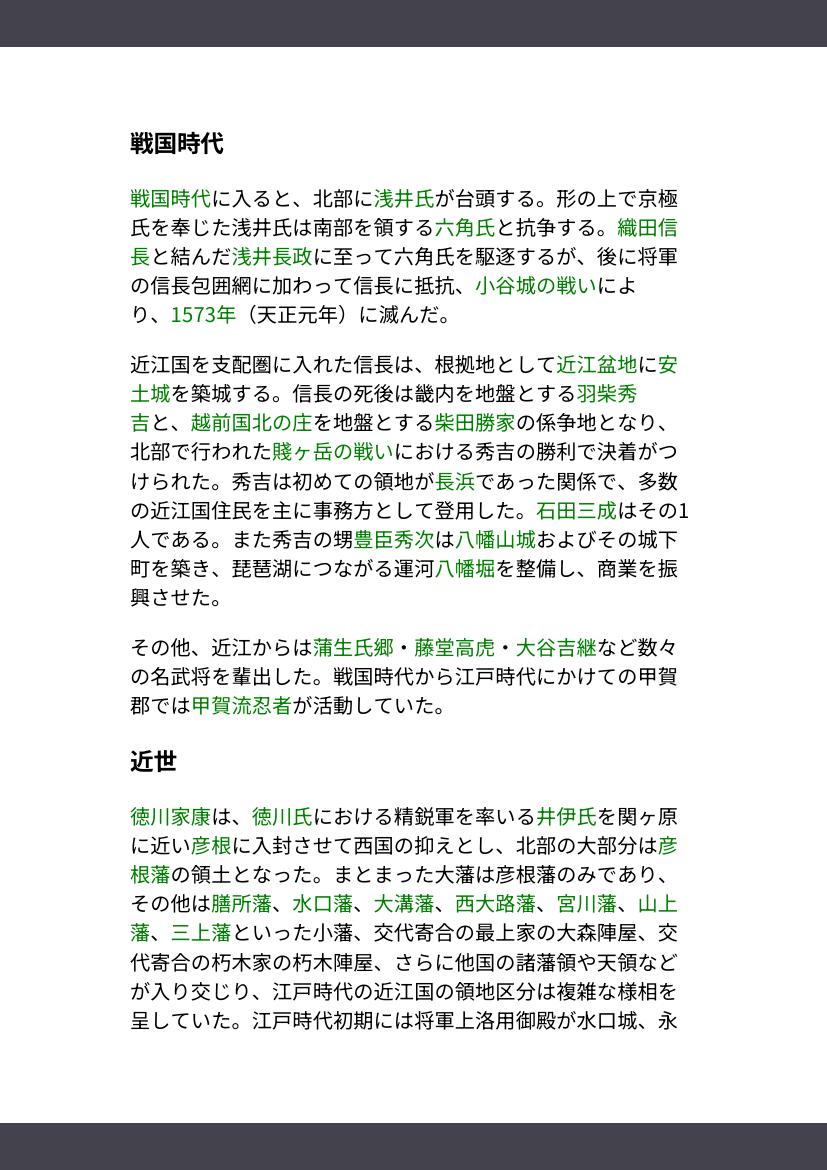 戦国時代
戦国時代に入ると、北部に浅井氏が台頭する。形の上で京極
氏を奉じた浅井氏は南部を領する六角氏と抗争する。織田信
長と結んだ浅井長政に至って六角氏を駆逐するが、後に将軍
の信長包囲網に加わって信長に抵抗、小谷城の戦いによ
り、1573年（天正元年）に滅んだ。
近江国を支配圏に入れた信長は、根拠地として近江盆地に安
土城を築城する。信長の死後は畿内を地盤とする羽柴秀
吉と、越前国北の庄を地盤とする柴田勝家の係争地となり、
北部で行われた賤ヶ岳の戦いにおける秀吉の勝利で決着がつ
けられた。秀吉は初めての領地が長浜であった関係で、多数
の近江国住民を主に事務方として登用した。石田三成はその1
人である。また秀吉の甥豊臣秀次は八幡山城およびその城下
町を築き、琵琶湖につながる運河八幡堀を整備し、商業を振
興させた。
その他、近江からは蒲生氏郷・藤堂高虎・大谷吉継など数々
の名武将を輩出した。戦国時代から江戸時代にかけての甲賀
郡では甲賀流忍者が活動していた。
近世
徳川家康は、徳川氏における精鋭軍を率いる井伊氏を関ヶ原
に近い彦根に入封させて西国の抑えとし、北部の大部分は彦
根藩の領土となった。まとまった大藩は彦根藩のみであり、
その他は膳所藩、水口藩、大溝藩、西大路藩、宮川藩、山上
藩、三上藩といった小藩、交代寄合の最上家の大森陣屋、交
代寄合の朽木家の朽木陣屋、さらに他国の諸藩領や天領など
が入り交じり、江戸時代の近江国の領地区分は複雑な様相を
呈していた。江戸時代初期には将軍上洛用御殿が水口城、永